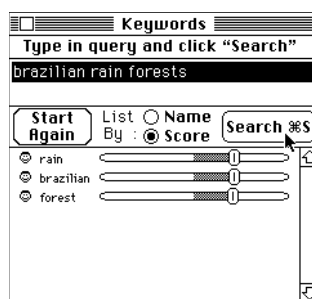 Keywords
Type in query and click “Search”
brazilian rain forests
Start Again
List By :
Name
Score
Search ⌘S
rain
brazilian
forest